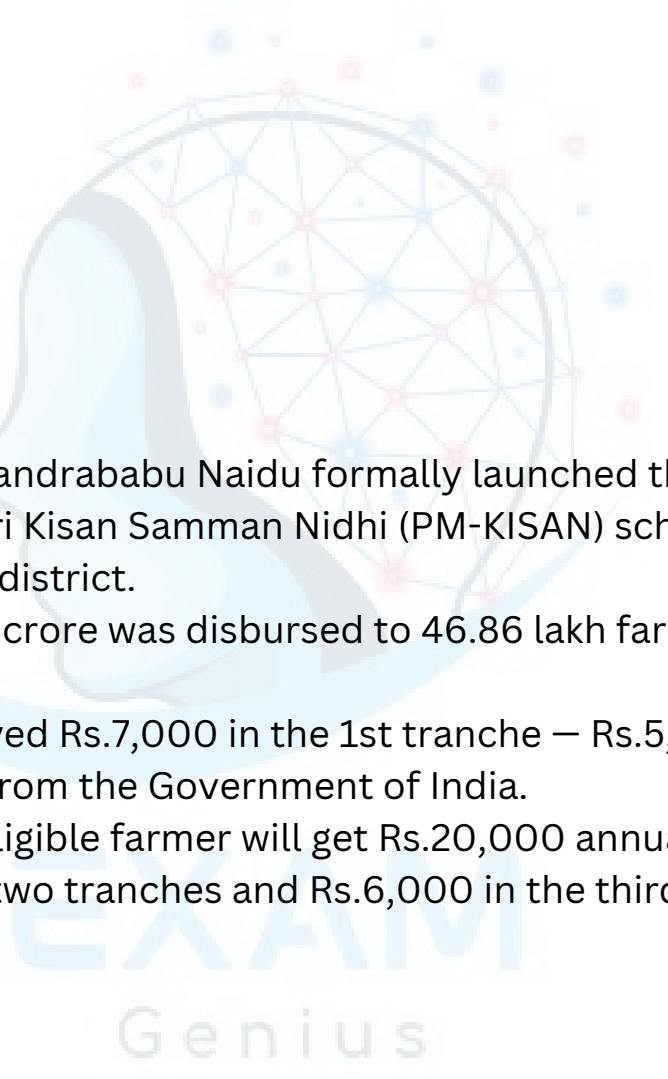 andrababu Naidu formally launched th
ri Kisan Samman Nidhi (PM-KISAN) sch
district.
crore was disbursed to 46.86 lakh far
ved Rs.7,000 in the 1st tranche — Rs.5,
rom the Government of India.
ligible farmer will get Rs.20,000 annua
two tranches and Rs.6,000 in the third
EXAM
Genius